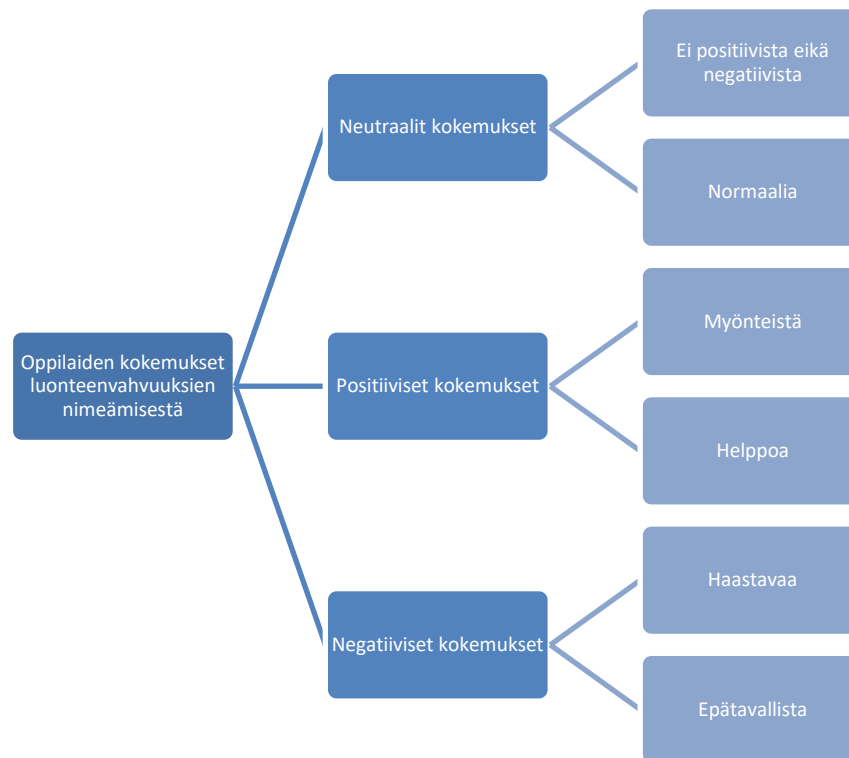 Oppilaiden kokemukset
luonteenvahvuuksien
nimeämisestä
Neutraalit kokemukset
Ei positiivista eikä
negatiivista
Normaalia
Positiiviset kokemukset
Myönteistä
Helppoa
Negatiiviset kokemukset
Haastavaa
Epätavallista